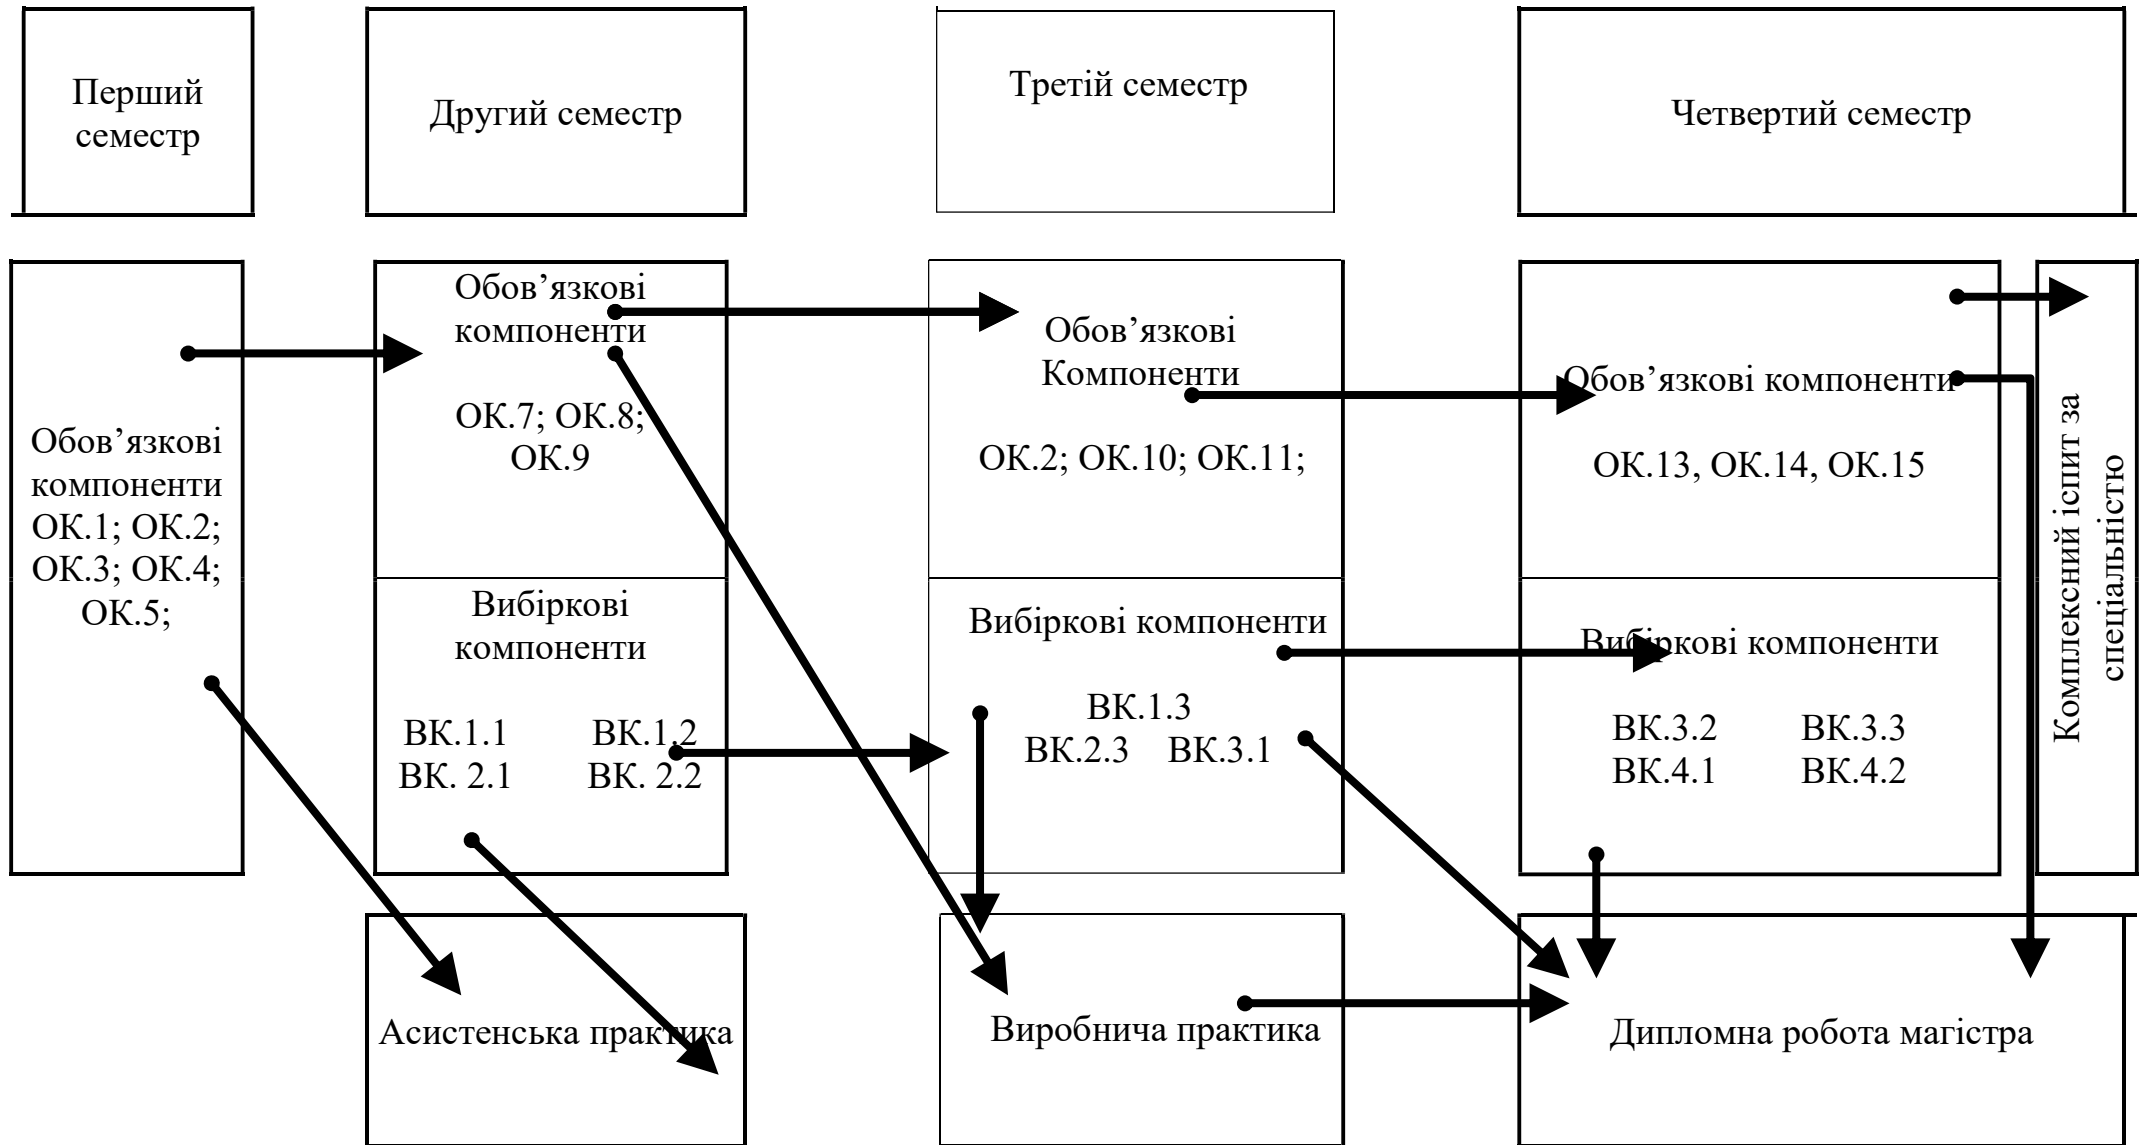 Перший
семестр
Другий семестр
Третій семестр
Четвертий семестр
Обов’язкові
компоненти
ОК.1; ОК.2;
ОК.3; ОК.4;
ОК.5;
Обов’язкові
компоненти
ОК.7; ОК.8;
ОК.9
Вибіркові
компоненти
ВК.1.1 ВК.1.2
ВК. 2.1 ВК. 2.2
Обов’язкові
Компоненти
ОК.2; ОК.10; ОК.11;
Вибіркові компоненти
ВК.1.3
ВК.2.3 ВК.3.1
Обов’язкові компоненти
ОК.13, ОК.14, ОК.15
Вибіркові компоненти
ВК.3.2 ВК.3.3
ВК.4.1 ВК.4.2
Комплексний іспит за
спеціальністю
Асистенська практика
Виробнича практика
Дипломна робота магістра